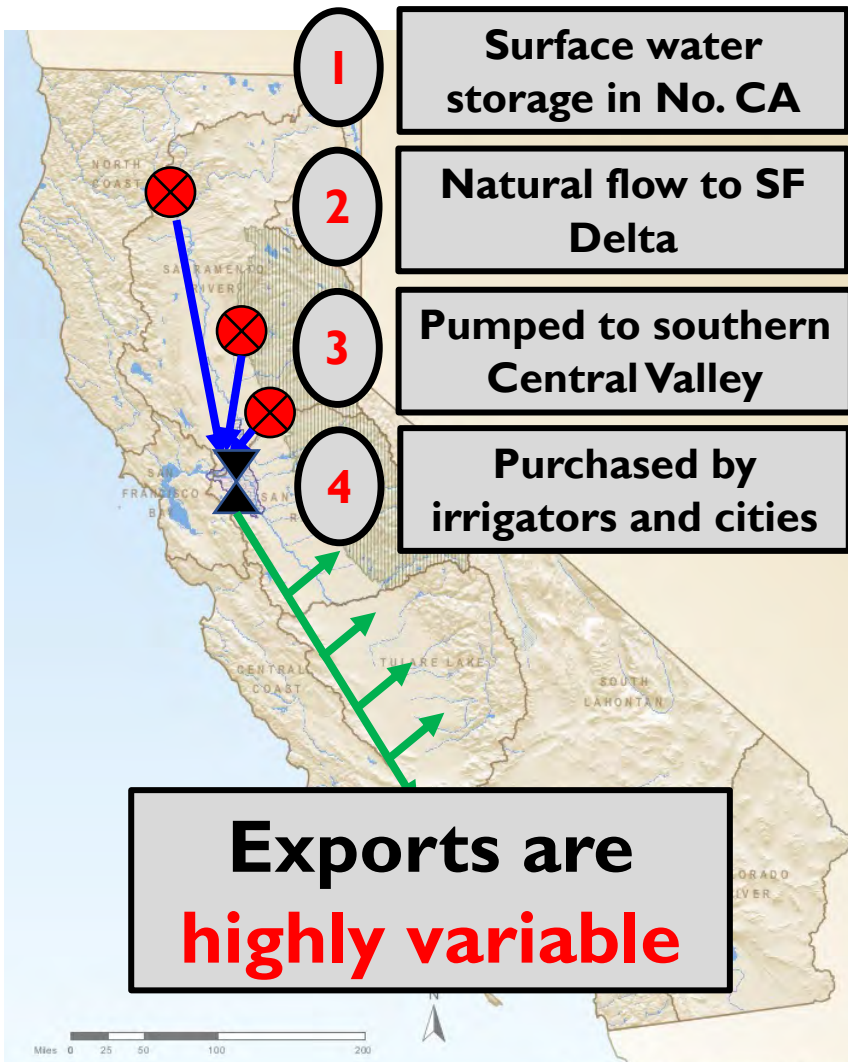 1
Surface water
storage in No. CA
2
Natural flow to SF
Delta
3
Pumped to southern
Central Valley
4
Purchased by
irrigators and cities
NORTH
COAST
SACRAMENTO
RIVER
SAN
FRANCISCO
BAY
SAN
TULARE LAKE
CENTRAL
COAST
SOUTH
LAHONTAN
Exports are
highly variable
N
Miles 0 25 50 100 200